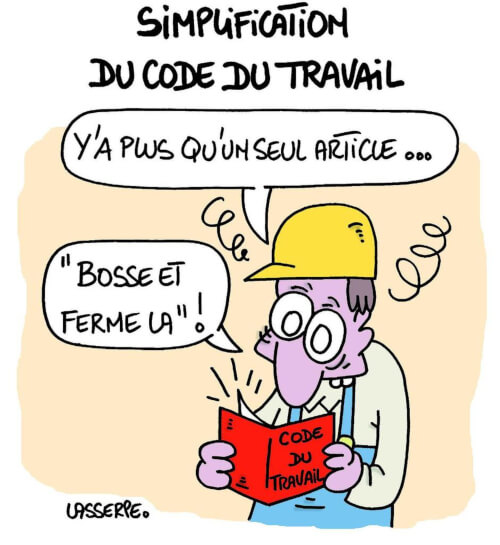 SiMPLiFiCATiON
DU CODE DU TRAVAiL
Y'A PLUS QU'UN SEUL ARTiCLE ...
"BOSSE ET
FERME LA"!
CODE
DU
TRAVAiL
LASSERPE.